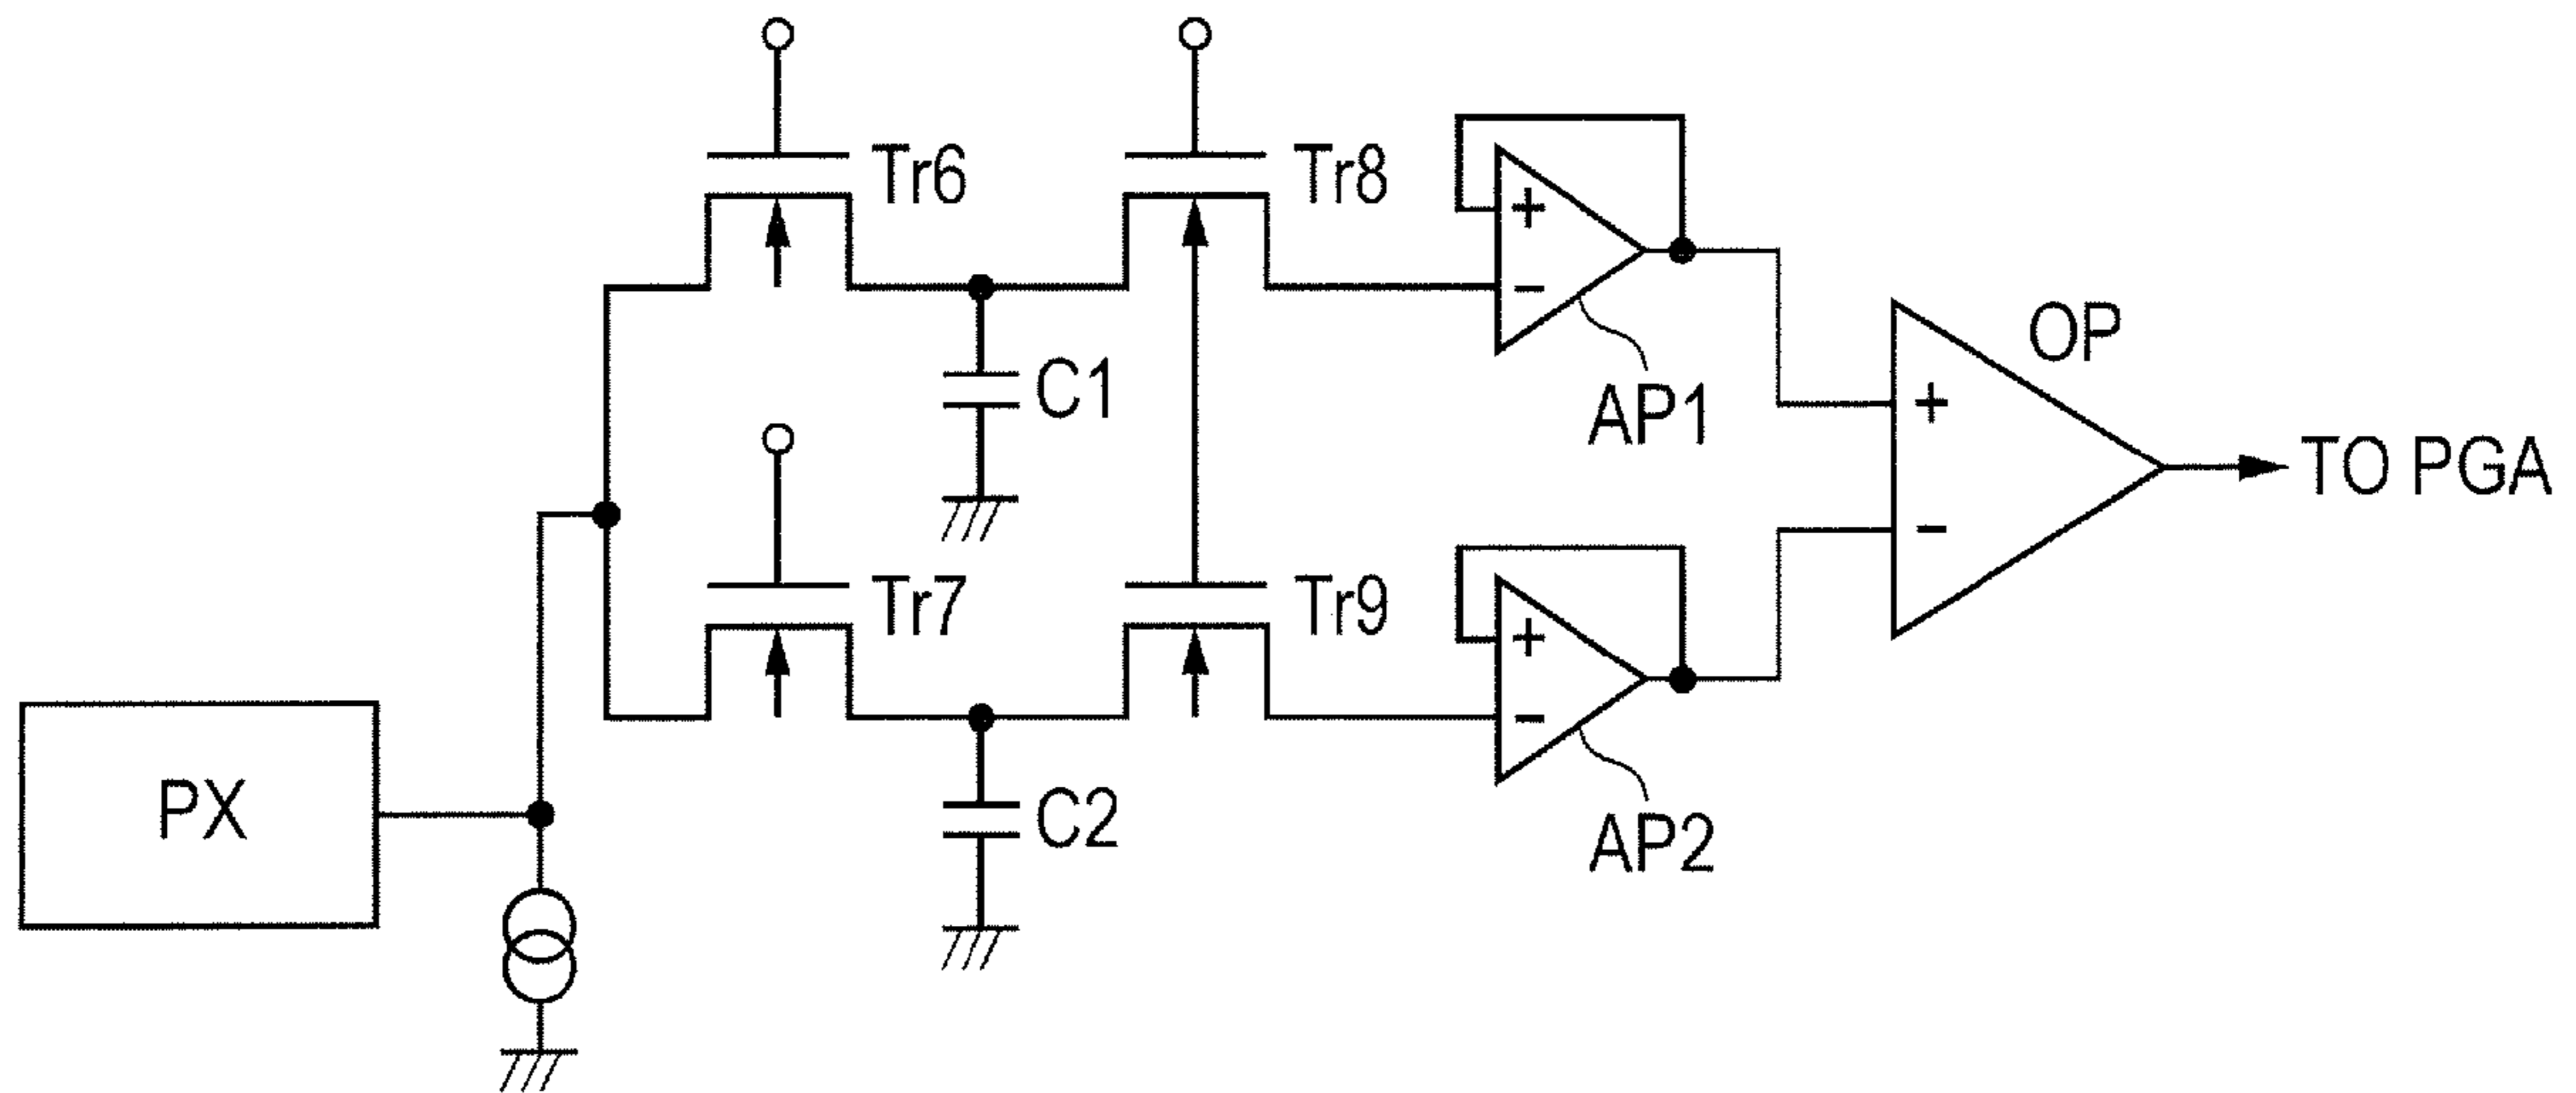 Tr6
Tr8
+
−
AP1
C1
OP
+
−
TO PGA
Tr7
Tr9
+
−
AP2
C2
PX